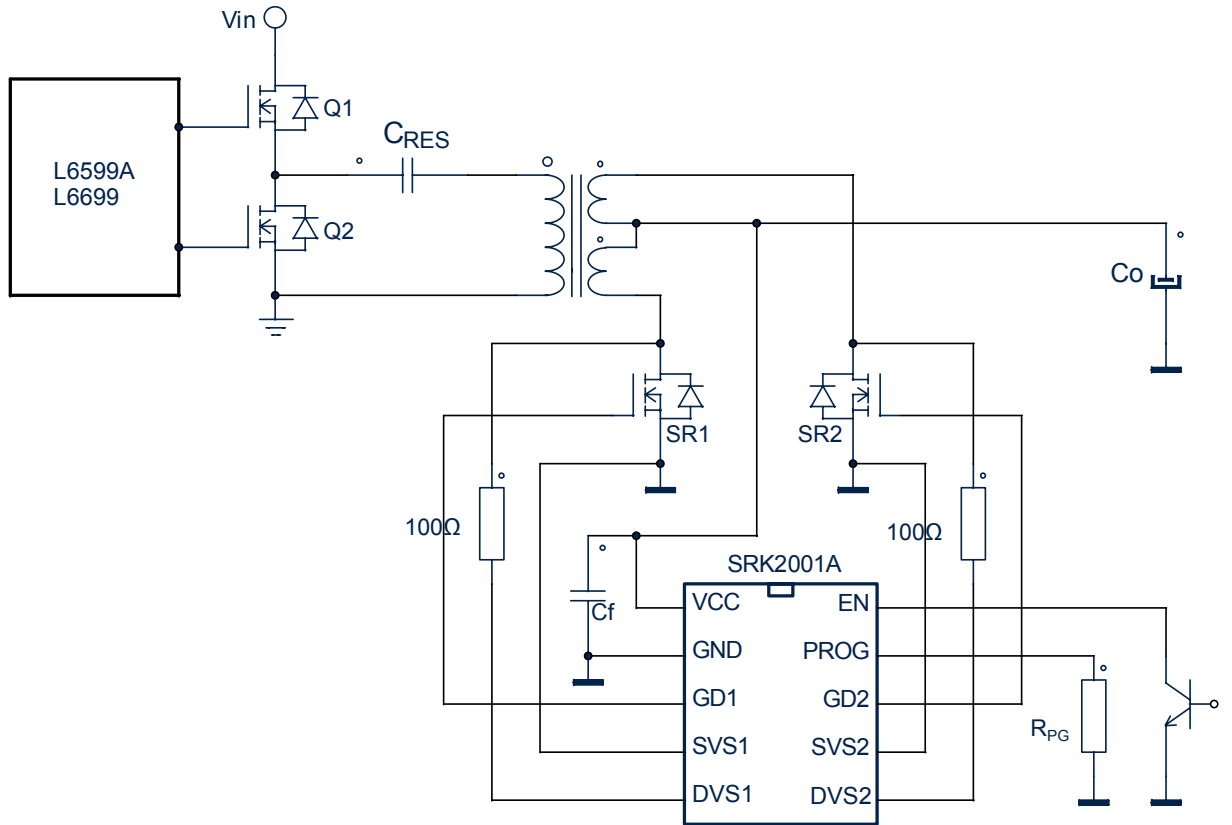 Vin
L6599A
L6699
Q1
Q2
CRES
Co
SR1
SR2
100Ω
100Ω
SRK2001A
Cf
VCC
EN
GND
PROG
GD1
GD2
RPG
SVS1
SVS2
DVS1
DVS2